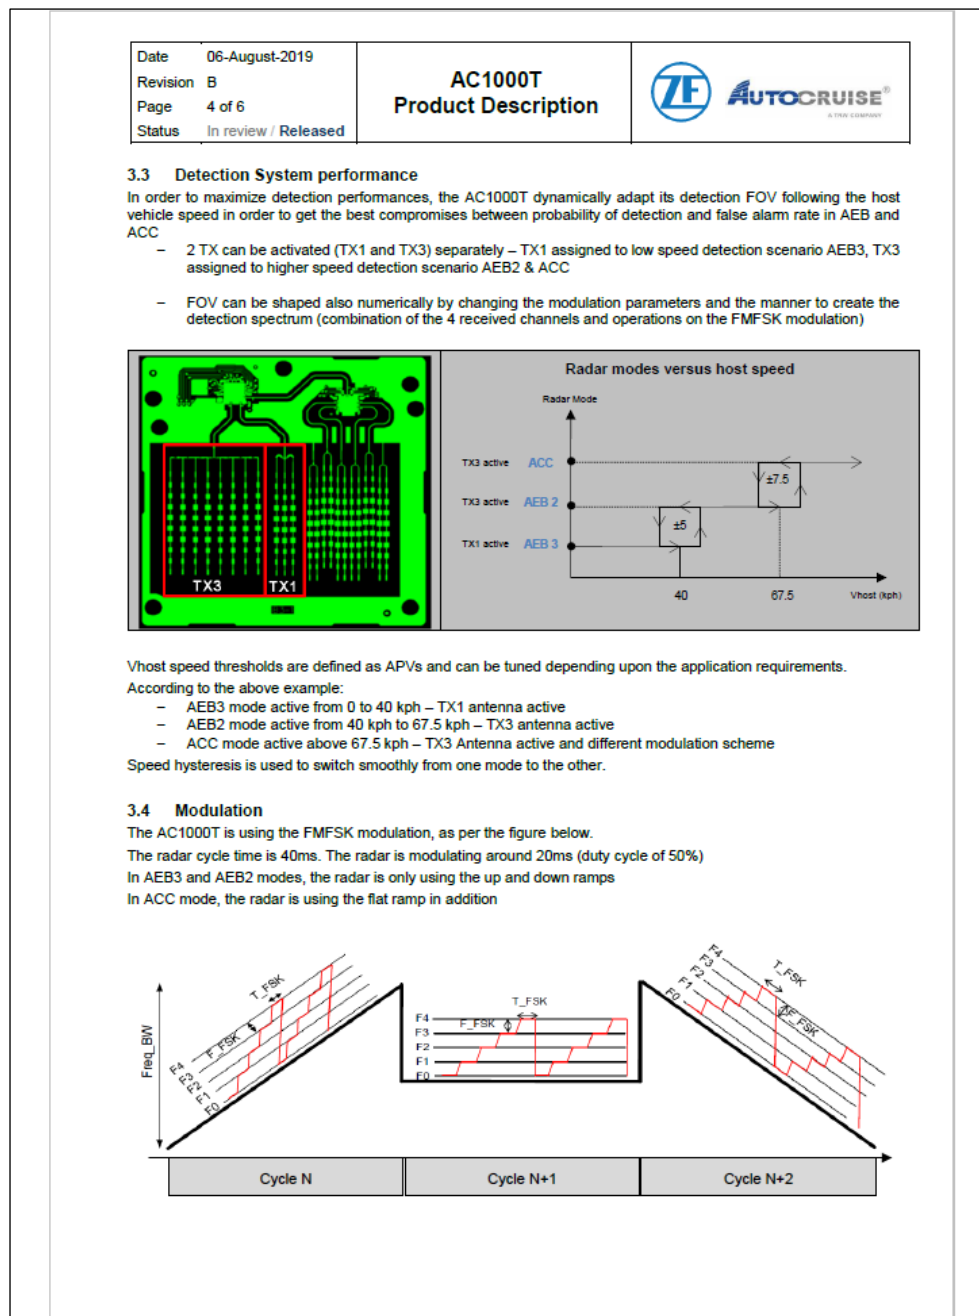 Date 06-August-2019
Revision B
Page 4 of 6
Status In review / Released
AC1000T
Product Description
ZF
AUTOCRUISE®
A TRW COMPANY
3.3 Detection System performance
In order to maximize detection performances, the AC1000T dynamically adapt its detection FOV following the host
vehicle speed in order to get the best compromises between probability of detection and false alarm rate in AEB and
ACC
– 2 TX can be activated (TX1 and TX3) separately – TX1 assigned to low speed detection scenario AEB3, TX3
assigned to higher speed detection scenario AEB2 & ACC
– FOV can be shaped also numerically by changing the modulation parameters and the manner to create the
detection spectrum (combination of the 4 received channels and operations on the FMFSK modulation)
TX3
TX1
Radar modes versus host speed
Radar Mode
TX3 active ACC
±7.5
TX3 active AEB 2
±5
TX1 active AEB 3
40
67.5
Vhost (kph)
Vhost speed thresholds are defined as APVs and can be tuned depending upon the application requirements.
According to the above example:
– AEB3 mode active from 0 to 40 kph – TX1 antenna active
– AEB2 mode active from 40 kph to 67.5 kph – TX3 antenna active
– ACC mode active above 67.5 kph – TX3 Antenna active and different modulation scheme
Speed hysteresis is used to switch smoothly from one mode to the other.
3.4 Modulation
The AC1000T is using the FMFSK modulation, as per the figure below.
The radar cycle time is 40ms. The radar is modulating around 20ms (duty cycle of 50%)
In AEB3 and AEB2 modes, the radar is only using the up and down ramps
In ACC mode, the radar is using the flat ramp in addition
Freq_BW
T_FSK
F_FSK
F4
F3
F2
F1
F0
T_FSK
F_FSK
F4
F3
F2
F1
F0
F4
F3
F2
F1
F0
T_FSK
F_FSK
Cycle N
Cycle N+1
Cycle N+2